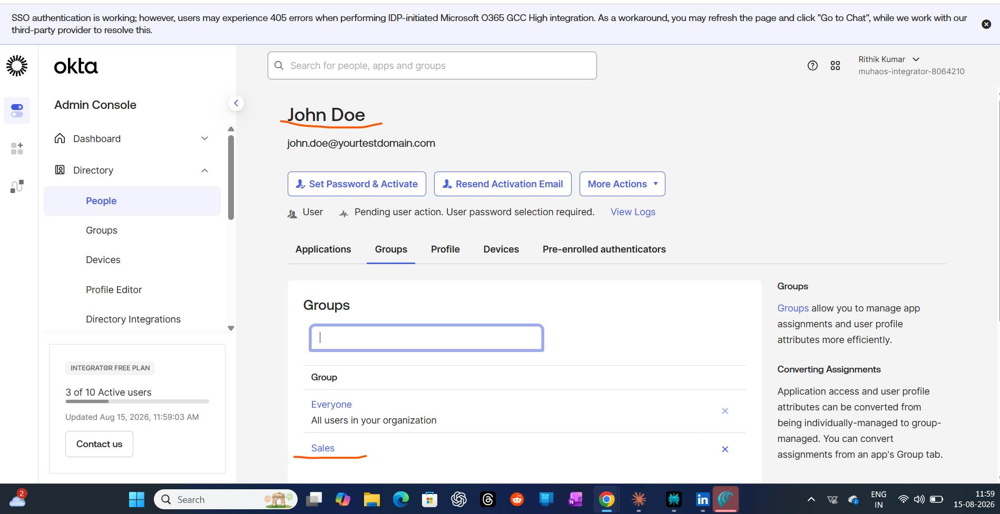 SSO authentication is working; however, users may experience 405 errors when performing IDP-initiated Microsoft O365 GCC High integration. As a workaround, you may refresh the page and click "Go to Chat", while we work with our
third-party provider to resolve this.
okta
Search for people, apps and groups
Rithik Kumar
muhaos-integrator-8064210
Admin Console
Dashboard
Directory
People
Groups
Devices
Profile Editor
Directory Integrations
INTEGRATOR FREE PLAN
3 of 10 Active users
Updated Aug 15, 2026, 11:59:03 AM
Contact us
John Doe
john.doe@yourtestdomain.com
Set Password & Activate
Resend Activation Email
More Actions
User
Pending user action. User password selection required.
View Logs
Applications
Groups
Profile
Devices
Pre-enrolled authenticators
Groups
Group
Everyone
All users in your organization
Sales
Groups
Groups allow you to manage app
assignments and user profile
attributes more efficiently.
Converting Assignments
Application access and user profile
attributes can be converted from
being individually-managed to group-
managed. You can convert
assignments from an app's Group tab.
2
Search
in
ENG
IN
11:59
15-08-2026